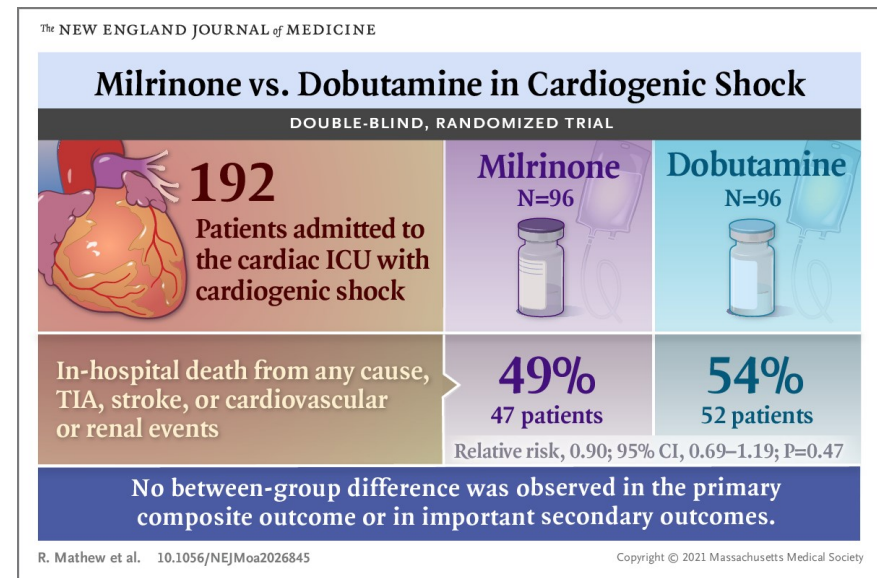 The NEW ENGLAND JOURNAL of MEDICINE
Milrinone vs. Dobutamine in Cardiogenic Shock
DOUBLE-BLIND, RANDOMIZED TRIAL
192
Patients admitted to
the cardiac ICU with
cardiogenic shock
Milrinone
N=96
Dobutamine
N=96
In-hospital death from any cause,
TIA, stroke, or cardiovascular
or renal events
49%
47 patients
54%
52 patients
Relative risk, 0.90; 95% CI, 0.69–1.19; P=0.47
No between-group difference was observed in the primary
composite outcome or in important secondary outcomes.
R. Mathew et al. 10.1056/NEJMoa2026845
Copyright © 2021 Massachusetts Medical Society